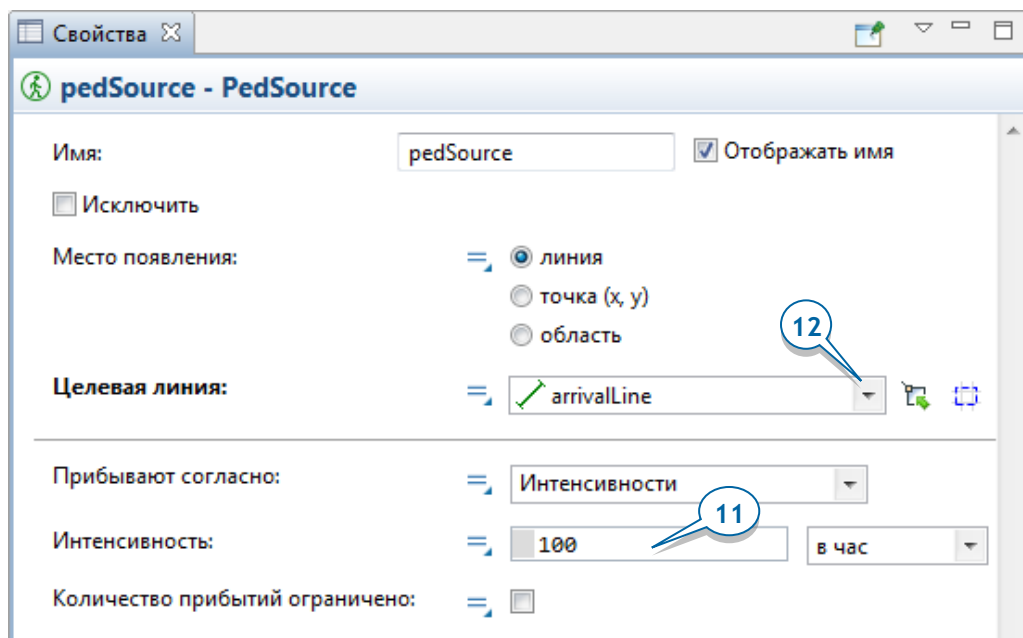 Свойства
pedSource - PedSource
Имя: pedSource Отображать имя
Исключить
Место появления: линия
точка (x, y)
область
12
Целевая линия: arrivalLine
Прибывают согласно: Интенсивности
11
Интенсивность: 100 в час
Количество прибытий ограничено: